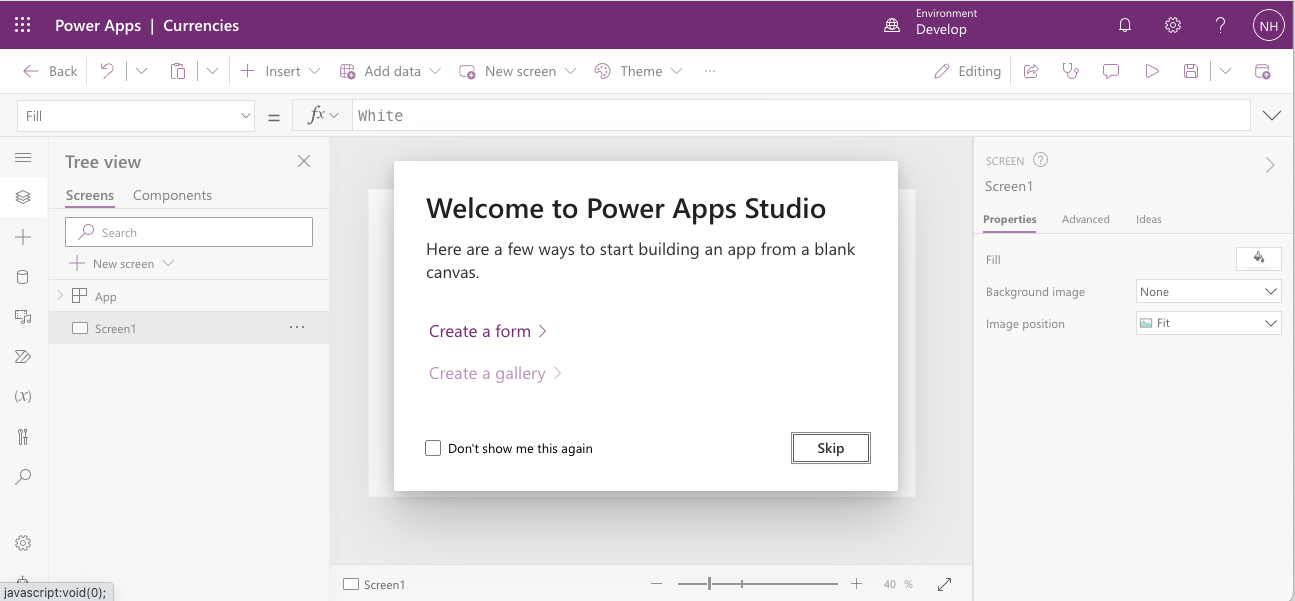 Power Apps | Currencies
Environment
Develop
NH
Back
Insert
Add data
New screen
Theme
...
Editing
Fill
=
fx
White
Tree view
Screens
Components
Search
New screen
App
Screen1
...
(x)
Welcome to Power Apps Studio
Here are a few ways to start building an app from a blank
canvas.
Create a form
Create a gallery
Don't show me this again
Skip
SCREEN
Screen1
Properties
Advanced
Ideas
Fill
Background image
None
Image position
Fit
Screen1
40 %
javascript:void(0);